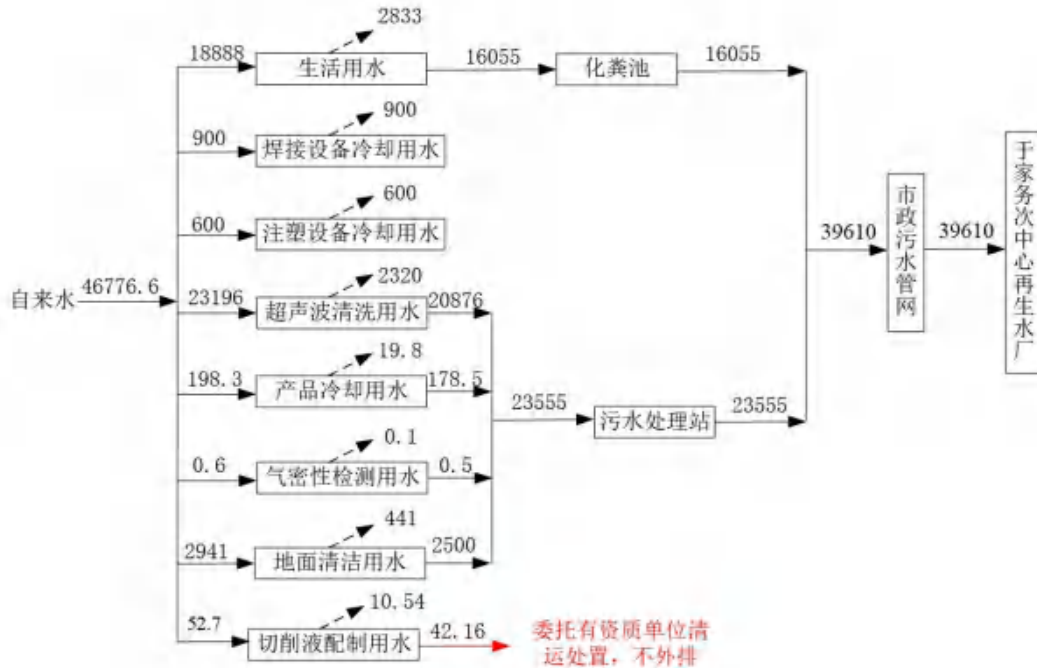 2833
18888
生活用水
16055
化粪池
16055
900
900
焊接设备冷却用水
600
600
注塑设备冷却用水
自来水
46776.6
2320
23196
超声波清洗用水
20876
19.8
198.3
产品冷却用水
178.5
0.1
0.6
气密性检测用水
0.5
441
2941
地面清洁用水
2500
10.54
52.7
切削液配制用水
42.16
委托有资质单位清
运处置，不外排
23555
污水处理站
23555
39610
市政污水管网
39610
于家务次中心再生水厂